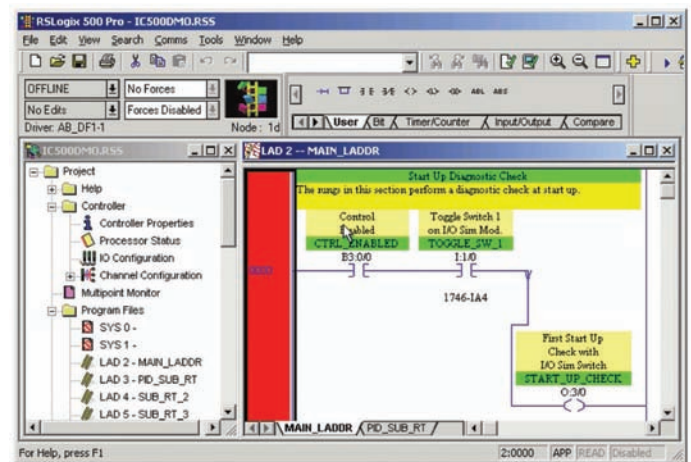 RSLogix 500 Pro - IC500DMO.RSS
File Edit View Search Comms Tools Window Help
OFFLINE No Forces
No Edits Forces Disabled
Driver: AB_DF1-1 Node: 1d
ABL ABS
User Bit Timer/Counter Input/Output Compare
IC500DMO.RSS
Project
Help
Controller
Controller Properties
Processor Status
IO Configuration
Channel Configuration
Multipoint Monitor
Program Files
SYS 0 -
SYS 1 -
LAD 2 - MAIN_LADDR
LAD 3 - PID_SUB_RT
LAD 4 - SUB_RT_2
LAD 5 - SUB_RT_3
LAD 2 -- MAIN_LADDR
Start Up Diagnostic Check
The rungs in this section perform a diagnostic check at start up.
Control
Enabled
CTRL_ENABLED
B3:0/0
Toggle Switch 1
on I/O Sim Mod.
TOGGLE_SW_1
I:1/0
0000
1746-IA4
First Start Up
Check with
I/O Sim Switch
START_UP_CHECK
O:3/0
MAIN_LADDR PID_SUB_RT
For Help, press F1
2:0000 APP READ Disabled